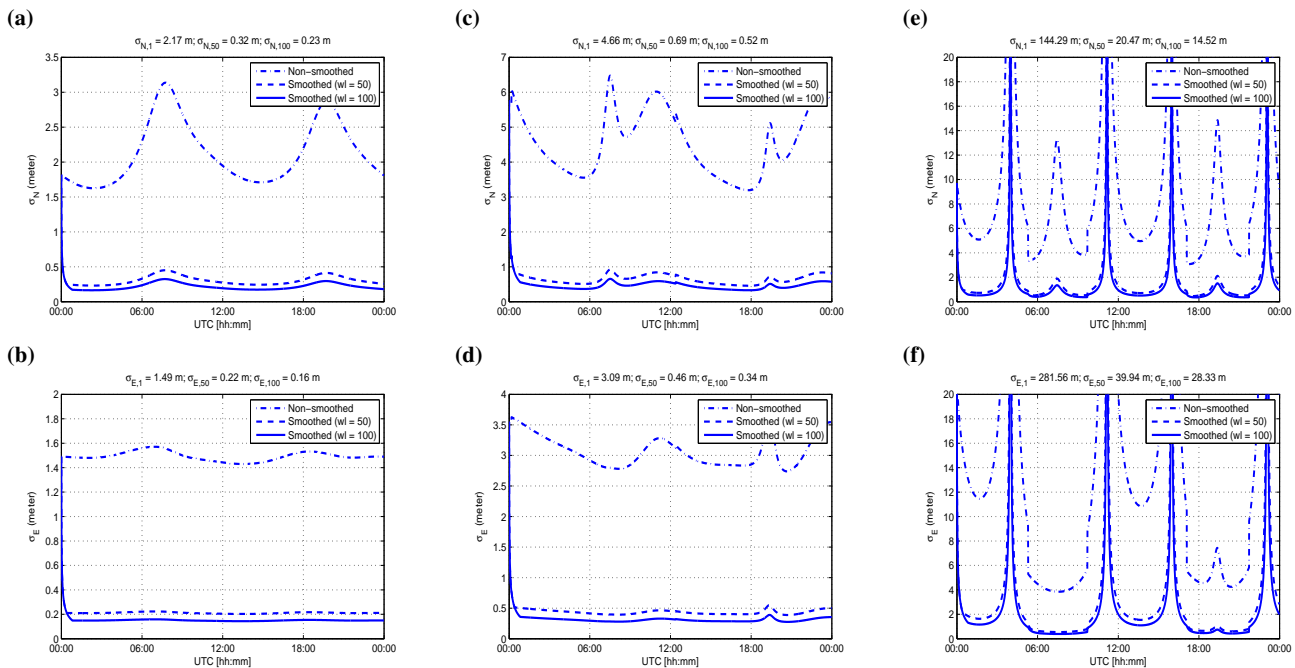 (a)
σN,1 = 2.17 m; σN,50 = 0.32 m; σN,100 = 0.23 m
3.5
3
2.5
2
1.5
1
0.5
0
σN (meter)
Non-smoothed
Smoothed (wl = 50)
Smoothed (wl = 100)
00:00 06:00 12:00 18:00 00:00
UTC [hh:mm]
(c)
σN,1 = 4.66 m; σN,50 = 0.69 m; σN,100 = 0.52 m
7
6
5
4
3
2
1
0
σN (meter)
Non-smoothed
Smoothed (wl = 50)
Smoothed (wl = 100)
00:00 06:00 12:00 18:00 00:00
UTC [hh:mm]
(e)
σN,1 = 144.29 m; σN,50 = 20.47 m; σN,100 = 14.52 m
20
18
16
14
12
10
8
6
4
2
0
σN (meter)
Non-smoothed
Smoothed (wl = 50)
Smoothed (wl = 100)
00:00 06:00 12:00 18:00 00:00
UTC [hh:mm]
(b)
σE,1 = 1.49 m; σE,50 = 0.22 m; σE,100 = 0.16 m
2
1.8
1.6
1.4
1.2
1
0.8
0.6
0.4
0.2
0
σE (meter)
Non-smoothed
Smoothed (wl = 50)
Smoothed (wl = 100)
00:00 06:00 12:00 18:00 00:00
UTC [hh:mm]
(d)
σE,1 = 3.09 m; σE,50 = 0.46 m; σE,100 = 0.34 m
4
3.5
3
2.5
2
1.5
1
0.5
0
σE (meter)
Non-smoothed
Smoothed (wl = 50)
Smoothed (wl = 100)
00:00 06:00 12:00 18:00 00:00
UTC [hh:mm]
(f)
σE,1 = 281.56 m; σE,50 = 39.94 m; σE,100 = 28.33 m
20
18
16
14
12
10
8
6
4
2
0
σE (meter)
Non-smoothed
Smoothed (wl = 50)
Smoothed (wl = 100)
00:00 06:00 12:00 18:00 00:00
UTC [hh:mm]